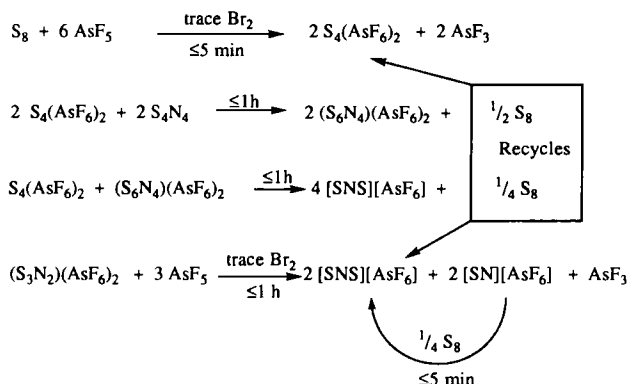 S₈ + 6 AsF₅ trace Br₂ ≤5 min 2 S₄(AsF₆)₂ + 2 AsF₃
2 S₄(AsF₆)₂ + 2 S₄N₄ ≤1h 2 (S₆N₄)(AsF₆)₂ + ¹/₂ S₈
Recycles
S₄(AsF₆)₂ + (S₆N₄)(AsF₆)₂ ≤1h 4 [SNS][AsF₆] + ¹/₄ S₈
(S₃N₂)(AsF₆)₂ + 3 AsF₅ trace Br₂ ≤1 h 2 [SNS][AsF₆] + 2 [SN][AsF₆] + AsF₃
¹/₄ S₈
≤5 min